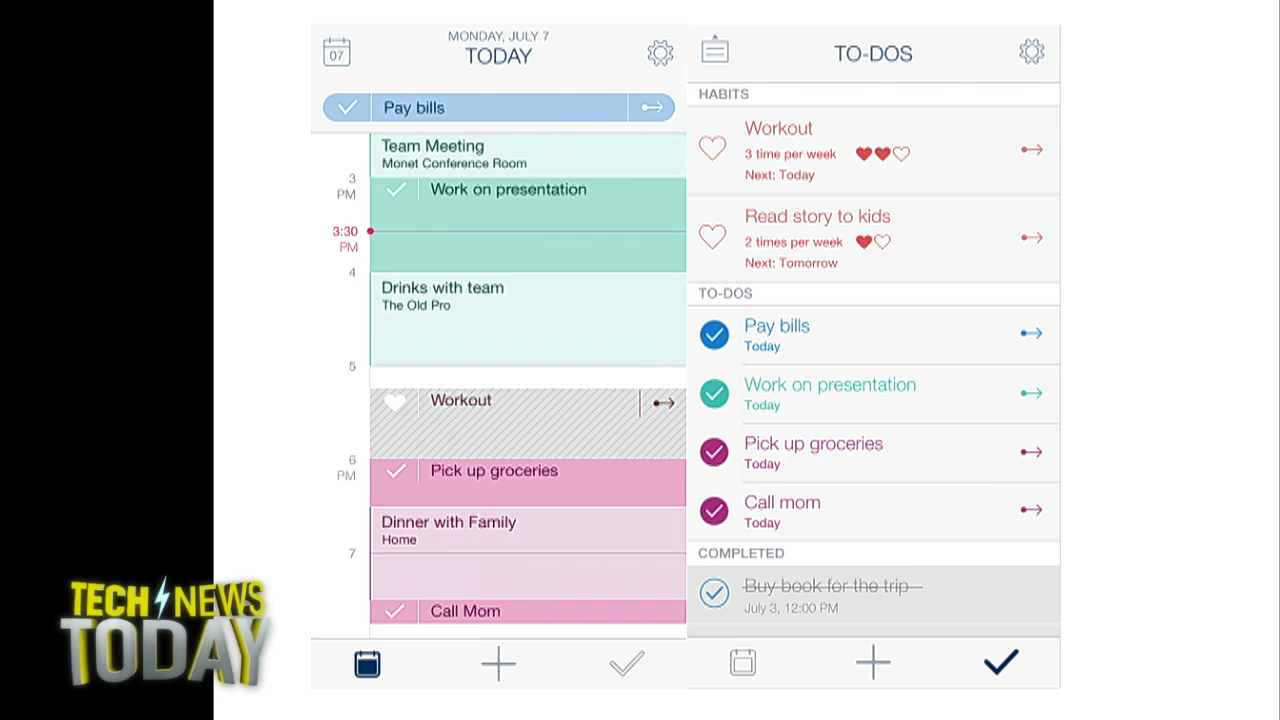 MONDAY, JULY 7
TODAY
07
Pay bills
Team Meeting
Monet Conference Room
3
PM
Work on presentation
3:30
PM
4
Drinks with team
The Old Pro
5
Workout
6
PM
Pick up groceries
Dinner with Family
Home
7
Call Mom
TO-DOS
HABITS
Workout
3 time per week
Next: Today
Read story to kids
2 times per week
Next: Tomorrow
TO-DOS
Pay bills
Today
Work on presentation
Today
Pick up groceries
Today
Call mom
Today
COMPLETED
Buy book for the trip
July 3, 12:00 PM
TECH NEWS
TODAY